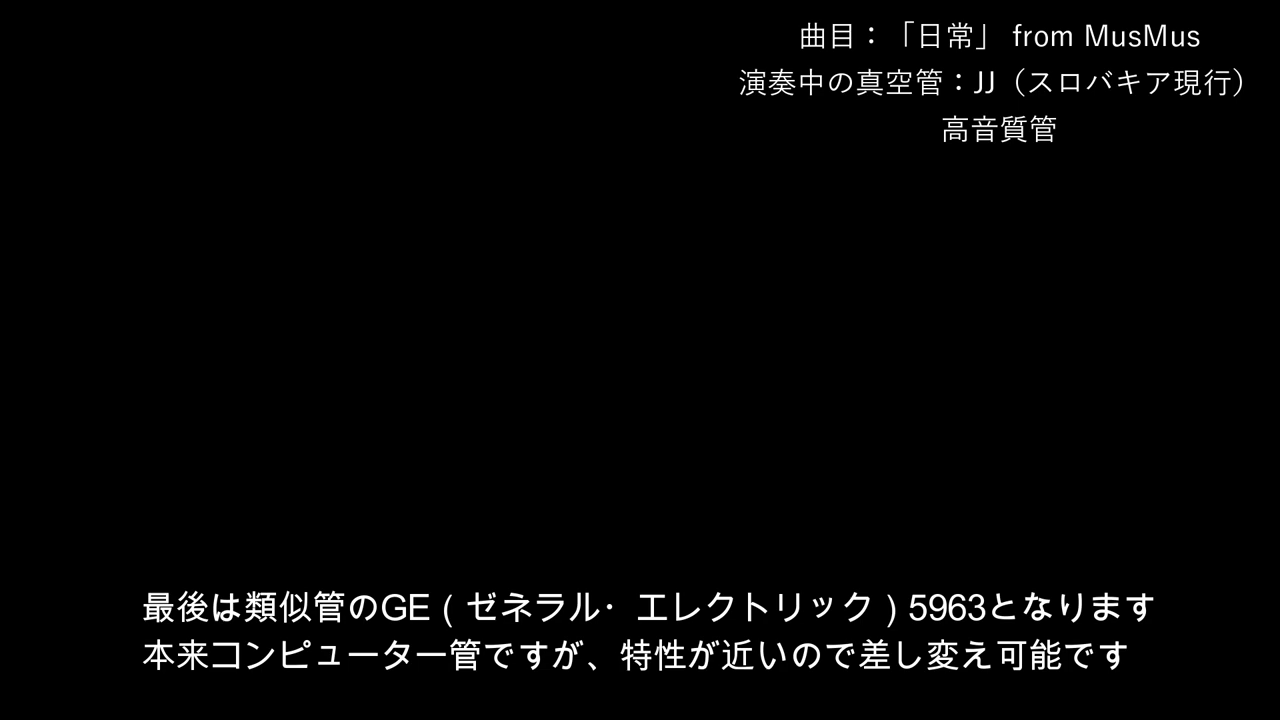 曲目：「日常」 from MusMus
演奏中の真空管：JJ（スロバキア現行）
高音質管
最後は類似管のGE（ゼネラル・エレクトリック）5963となります
本来コンピューター管ですが、特性が近いので差し変え可能です